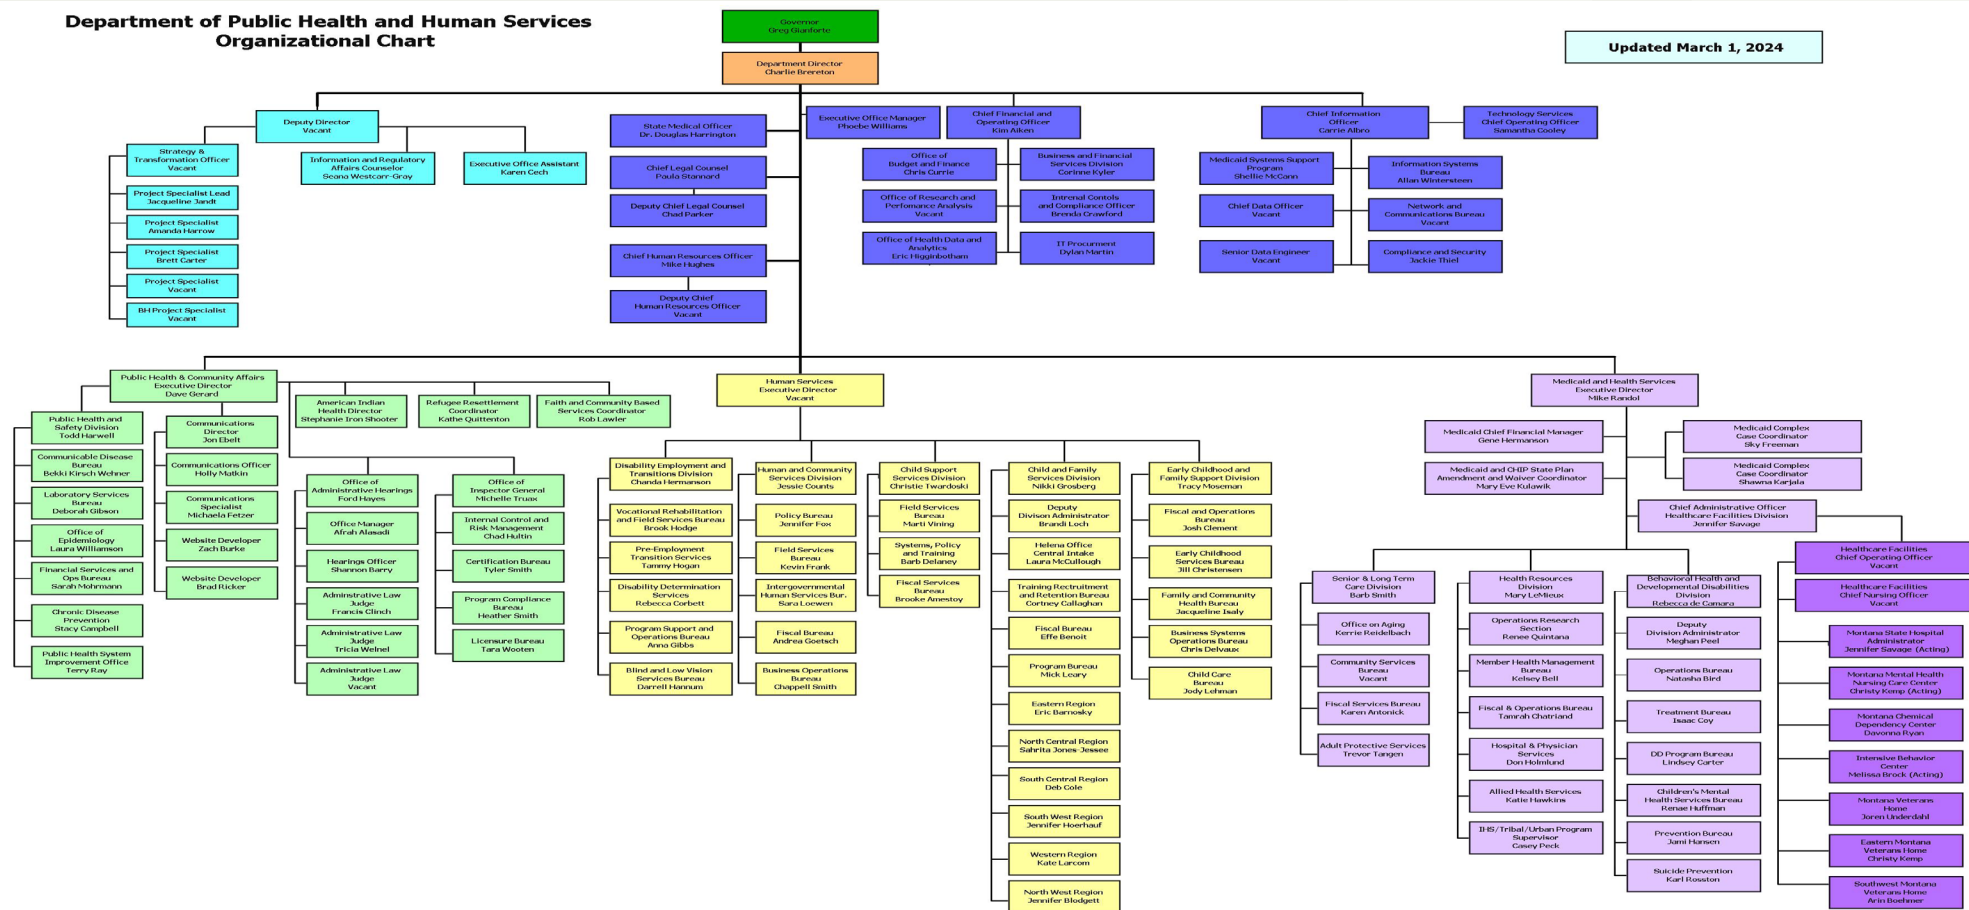 Department of Public Health and Human Services
Organizational Chart
Governor
Greg Gianforte
Department Director
Charlie Brereton
Updated March 1, 2024
Deputy Director
Vacant
Strategy &
Transformation Officer
Vacant
Information and Regulatory
Affairs Counselor
Seana Westcarr-Gray
Executive Office Assistant
Karen Cech
Project Specialist Lead
Jacqueline Jandt
Project Specialist
Amanda Harrow
Project Specialist
Brett Carter
Project Specialist
Vacant
BH Project Specialist
Vacant
State Medical Officer
Dr. Douglas Harrington
Chief Legal Counsel
Paula Stannard
Deputy Chief Legal Counsel
Chad Parker
Chief Human Resources Officer
Mike Hughes
Deputy Chief
Human Resources Officer
Vacant
Executive Office Manager
Phoebe Williams
Chief Financial and
Operating Officer
Kim Aiken
Office of
Budget and Finance
Chris Currie
Business and Financial
Services Division
Corinne Kyler
Office of Research and
Perfomance Analysis
Vacant
Intrenal Contols
and Compliance Officer
Brenda Crawford
Office of Health Data and
Analytics
Eric Higginbotham
IT Procurment
Dylan Martin
Chief Information
Officer
Carrie Albro
Technology Services
Chief Operating Officer
Samantha Cooley
Medicaid Systems Support
Program
Shellie McCann
Information Systems
Bureau
Allan Wintersteen
Chief Data Officer
Vacant
Network and
Communications Bureau
Vacant
Senior Data Engineer
Vacant
Compliance and Security
Jackie Thiel
Public Health & Community Affairs
Executive Director
Dave Gerard
American Indian
Health Director
Stephanie Iron Shooter
Refugee Resettlement
Coordinator
Kathe Quittenton
Faith and Community Based
Services Coordinator
Rob Lawler
Public Health and
Safety Division
Todd Harwell
Communicable Disease
Bureau
Bekki Kirsch Wehner
Laboratory Services
Bureau
Deborah Gibson
Office of
Epidemiology
Laura Williamson
Financial Services and
Ops Bureau
Sarah Mohrmann
Chronic Disease
Prevention
Stacy Campbell
Public Health System
Improvement Office
Terry Ray
Communications
Director
Jon Ebelt
Communications Officer
Holly Matkin
Communications
Specialist
Michaela Fetzer
Website Developer
Zach Burke
Website Developer
Brad Ricker
Office of
Administrative Hearings
Ford Hayes
Office Manager
Afrah Alasadi
Hearings Officer
Shannon Barry
Adminstrative Law
Judge
Francis Clinch
Administrative Law
Judge
Tricia Welnel
Administrative Law
Judge
Vacant
Office of
Inspector General
Michelle Truax
Internal Control and
Risk Management
Chad Hultin
Certification Bureau
Tyler Smith
Program Compliance
Bureau
Heather Smith
Licensure Bureau
Tara Wooten
Human Services
Executive Director
Vacant
Disability Employment and
Transitions Division
Chanda Hermanson
Vocational Rehabilitation
and Field Services Bureau
Brook Hodge
Pre-Employment
Transition Services
Tammy Hogan
Disability Determination
Services
Rebecca Corbett
Program Support and
Operations Bureau
Anna Gibbs
Blind and Low Vision
Services Bureau
Darrell Hannum
Human and Community
Services Division
Jessie Counts
Policy Bureau
Jennifer Fox
Field Services
Bureau
Kevin Frank
Intergovernmental
Human Services Bur.
Sara Loewen
Fiscal Bureau
Andrea Goetsch
Business Operations
Bureau
Chappell Smith
Child Support
Services Division
Christie Twardoski
Field Services
Bureau
Marti Vining
Systems, Policy
and Training
Barb Delaney
Fiscal Services
Bureau
Brooke Amestoy
Child and Family
Services Division
Nikki Grosberg
Deputy
Divison Administrator
Brandi Loch
Helena Office
Central Intake
Laura McCullough
Training Rectruitment
and Retention Bureau
Cortney Callaghan
Fiscal Bureau
Effe Benoit
Program Bureau
Mick Leary
Eastern Region
Eric Barnosky
North Central Region
Sahrita Jones-Jessee
South Central Region
Deb Cole
South West Region
Jennifer Hoerhauf
Western Region
Kate Larcom
North West Region
Jennifer Blodgett
Early Childhood and
Family Support Division
Tracy Moseman
Fiscal and Operations
Bureau
Josh Clement
Early Childhood
Services Bureau
Jill Christensen
Family and Community
Health Bureau
Jacqueline Isaly
Business Systems
Operations Bureau
Chris Delvaux
Child Care
Bureau
Jody Lehman
Medicaid and Health Services
Executive Director
Mike Randol
Medicaid Chief Financial Manager
Gene Hermanson
Medicaid and CHIP State Plan
Amendment and Waiver Coordinator
Mary Eve Kulawik
Medicaid Complex
Case Coordinator
Sky Freeman
Medicaid Complex
Case Coordinator
Shawna Karjala
Chief Administrative Officer
Healthcare Facilities Division
Jennifer Savage
Senior & Long Term
Care Division
Barb Smith
Office on Aging
Kerrie Reidelbach
Community Services
Bureau
Vacant
Fiscal Services Bureau
Karen Antonick
Adult Protective Services
Trevor Tangen
Health Resources
Division
Mary LeMieux
Operations Research
Section
Renee Quintana
Member Health Management
Bureau
Kelsey Bell
Fiscal & Operations Bureau
Tamrah Chatriand
Hospital & Physician
Services
Don Holmlund
Allied Health Services
Katie Hawkins
IHS/Tribal/Urban Program
Supervisor
Casey Peck
Behavioral Health and
Developmental Disabilities
Division
Rebecca de Camara
Deputy
Division Administrator
Meghan Peel
Operations Bureau
Natasha Bird
Treatment Bureau
Isaac Coy
DD Program Bureau
Lindsey Carter
Children's Mental
Health Services Bureau
Renae Huffman
Prevention Bureau
Jami Hansen
Suicide Prevention
Karl Rosston
Healthcare Facilities
Chief Operating Officer
Vacant
Healthcare Facilities
Chief Nursing Officer
Vacant
Montana State Hospital
Administrator
Jennifer Savage (Acting)
Montana Mental Health
Nursing Care Center
Christy Kemp (Acting)
Montana Chemical
Dependency Center
Davonna Ryan
Intensive Behavior
Center
Melissa Brock (Acting)
Montana Veterans
Home
Joren Underdahl
Eastern Montana
Veterans Home
Christy Kemp
Southwest Montana
Veterans Home
Arin Boehmer